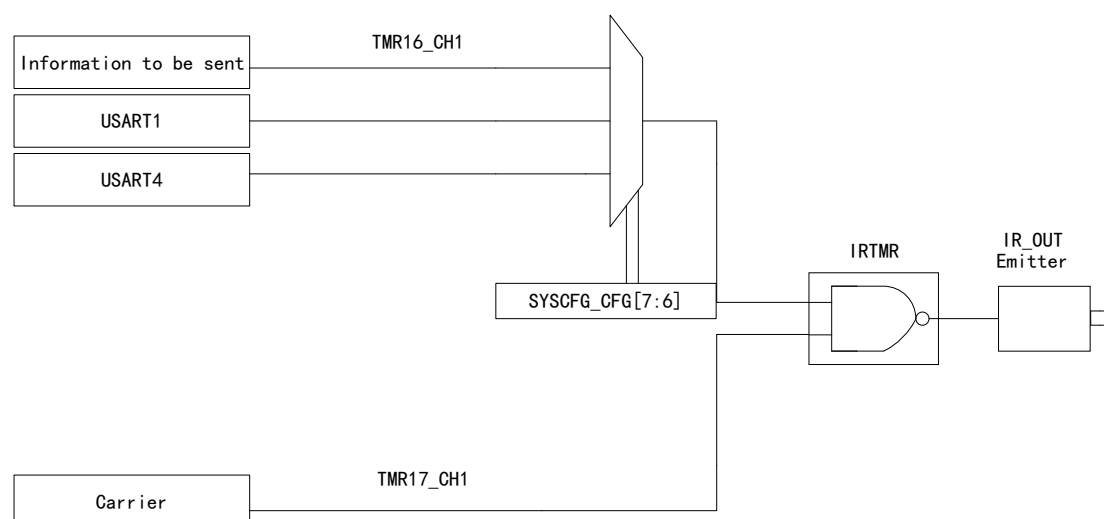 TMR16_CH1
Information to be sent
USART1
USART4
SYSCFG_CFG[7:6]
IRTMR
IR_OUT
Emitter
TMR17_CH1
Carrier